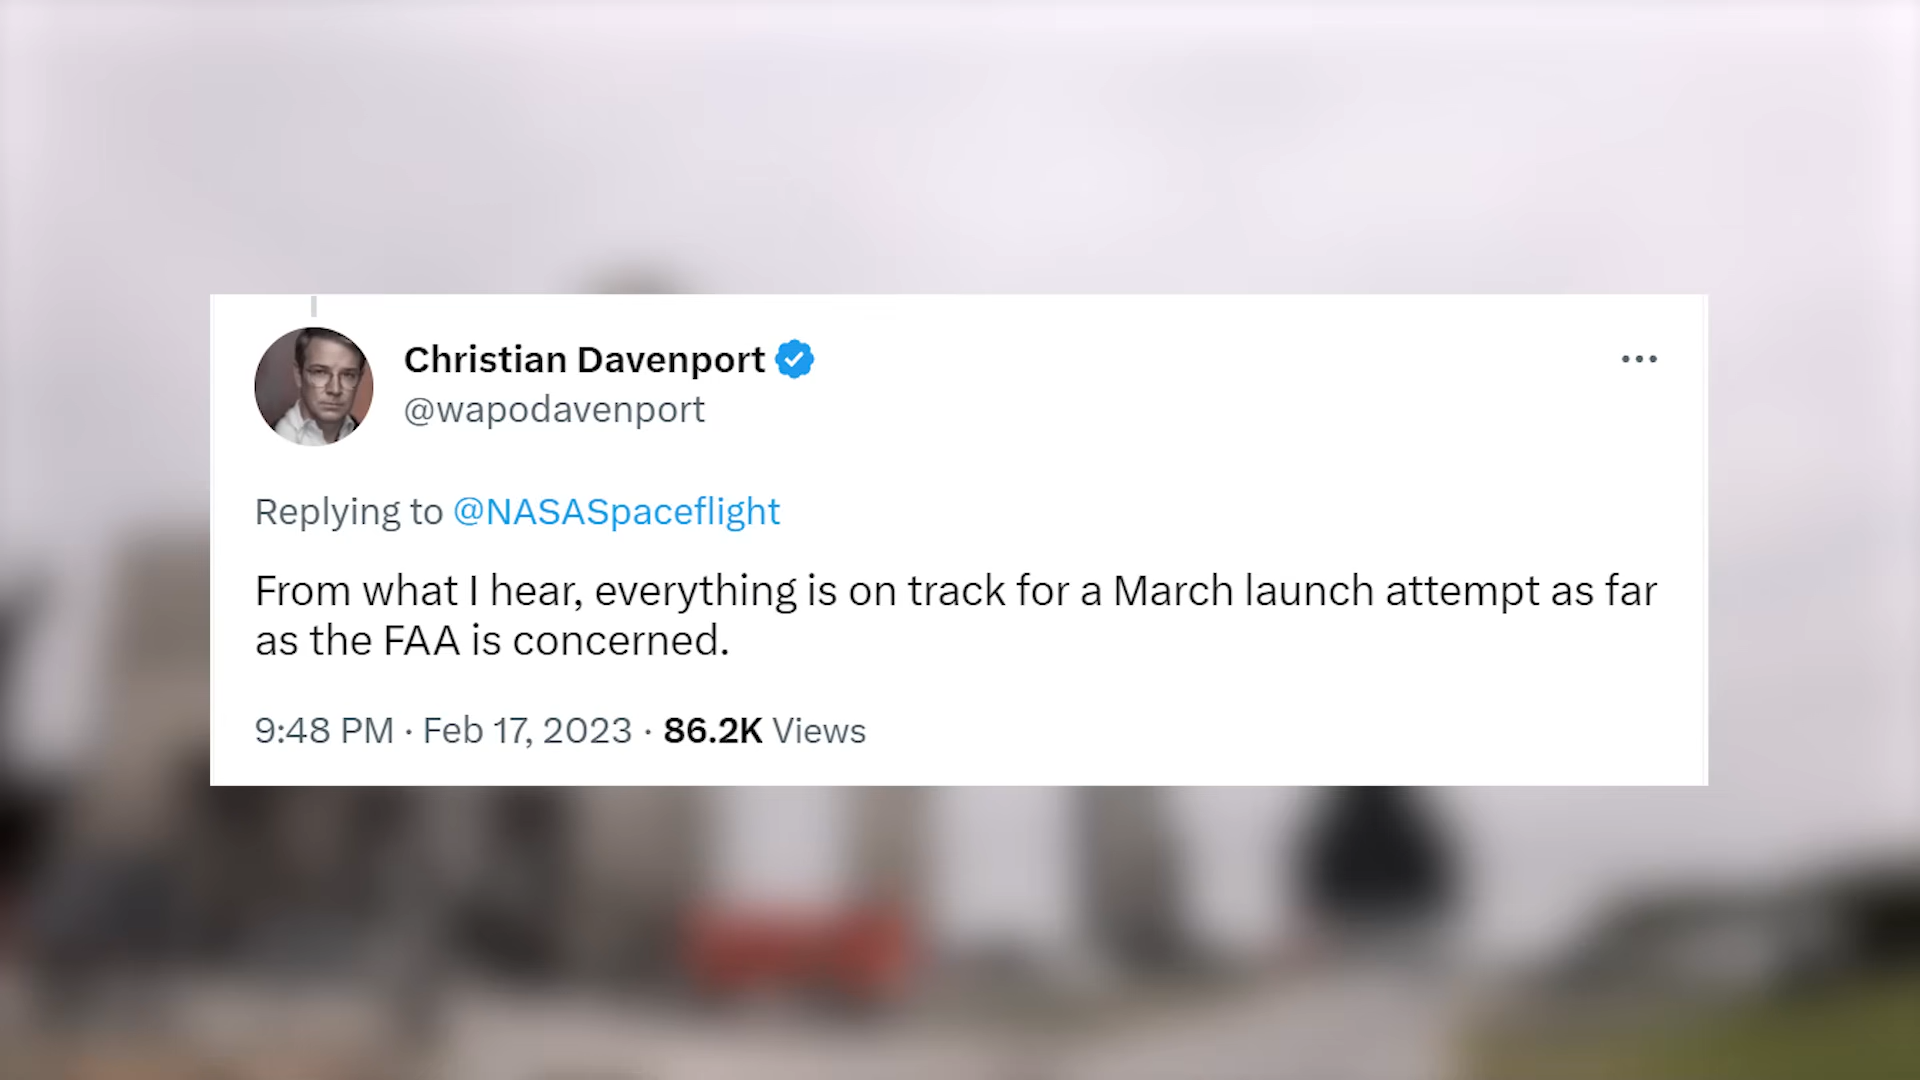 Christian Davenport
@wapodavenport
Replying to @NASASpaceflight
From what I hear, everything is on track for a March launch attempt as far
as the FAA is concerned.
9:48 PM · Feb 17, 2023 · 86.2K Views